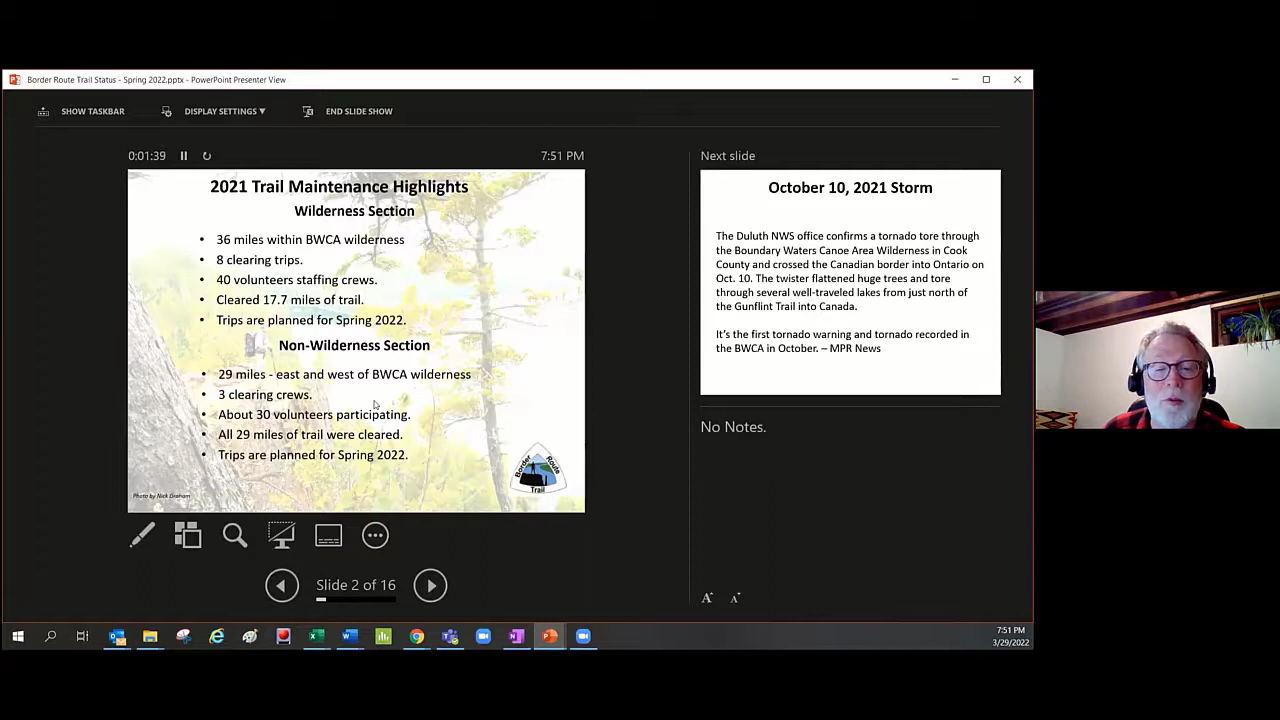 Border Route Trail Status - Spring 2022.pptx - PowerPoint Presenter View
SHOW TASKBAR
DISPLAY SETTINGS ▼
END SLIDE SHOW
0:01:39
7:51 PM
2021 Trail Maintenance Highlights
Wilderness Section
• 36 miles within BWCA wilderness
• 8 clearing trips.
• 40 volunteers staffing crews.
• Cleared 17.7 miles of trail.
• Trips are planned for Spring 2022.
Non-Wilderness Section
• 29 miles - east and west of BWCA wilderness
• 3 clearing crews.
• About 30 volunteers participating.
• All 29 miles of trail were cleared.
• Trips are planned for Spring 2022.
Photo by Nick Graham
Border Route
Trail
Slide 2 of 16
Next slide
October 10, 2021 Storm
The Duluth NWS office confirms a tornado tore through
the Boundary Waters Canoe Area Wilderness in Cook
County and crossed the Canadian border into Ontario on
Oct. 10. The twister flattened huge trees and tore
through several well-traveled lakes from just north of
the Gunflint Trail into Canada.
It's the first tornado warning and tornado recorded in
the BWCA in October. – MPR News
No Notes.
A A
7:51 PM
3/29/2022